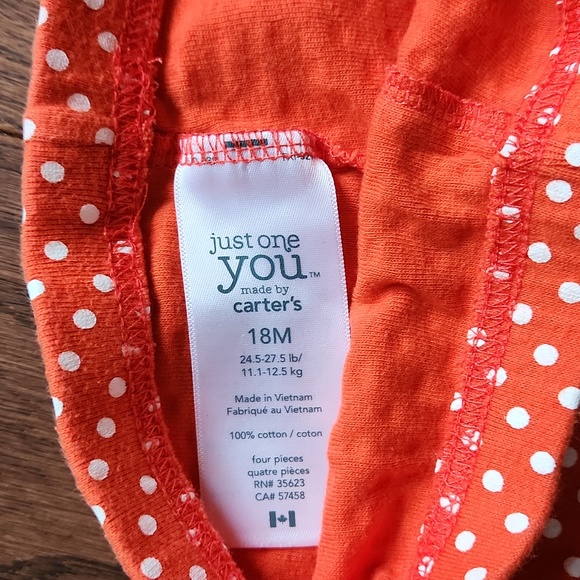 just one
you™
made by
carter's
18M
24.5-27.5 lb/
11.1-12.5 kg
Made in Vietnam
Fabriqué au Vietnam
100% cotton / coton
four pieces
quatre pièces
RN# 35623
CA# 57458